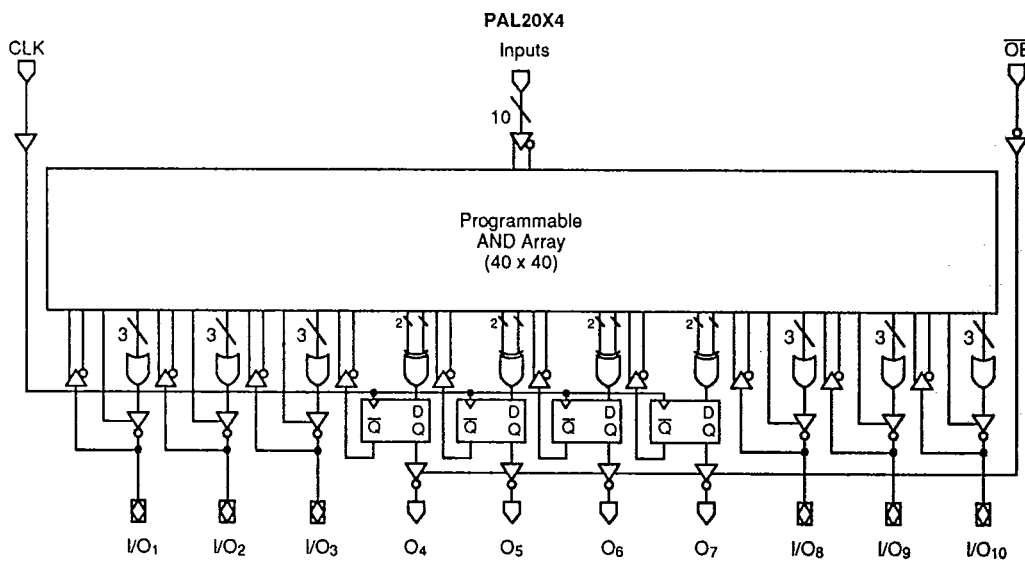 PAL20X4
CLK
Inputs
OE
10
Programmable
AND Array
(40 x 40)
3 3 3 2 2 2 2 3 3 3
D D D D
Q Q Q Q
Q Q Q Q
I/O1 I/O2 I/O3 O4 O5 O6 O7 I/O8 I/O9 I/O10